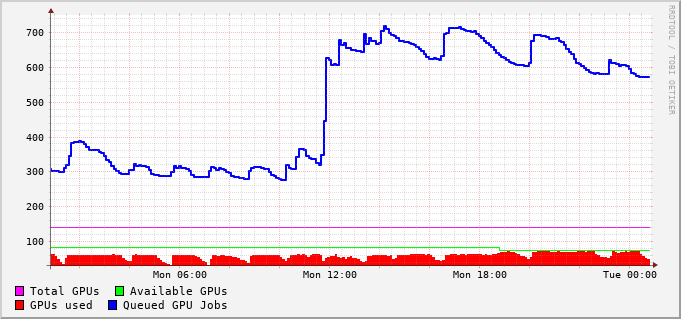 700
600
500
400
300
200
100
Mon 06:00 Mon 12:00 Mon 18:00 Tue 00:00
Total GPUs Available GPUs
GPUs used Queued GPU Jobs
RRDTOOL / TOBI OETIKER